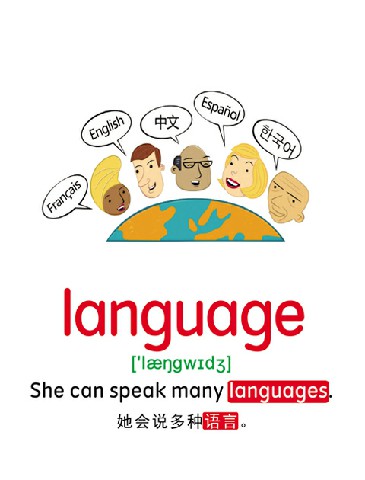 Français
English
中文
Español
한국어
language
['læŋgwɪdʒ]
She can speak many languages.
她会说多种语言。